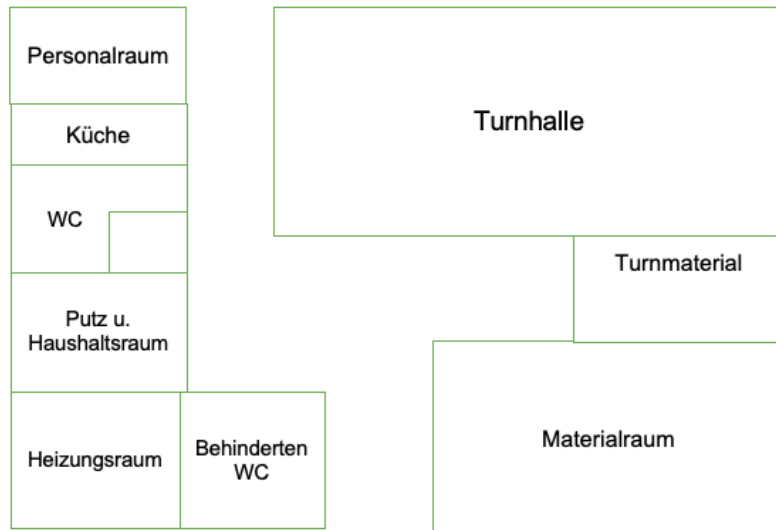 Personalraum
Turnhalle
Küche
WC
Turnmaterial
Putz u.
Haushaltsraum
Heizungsraum
Behinderten
WC
Materialraum